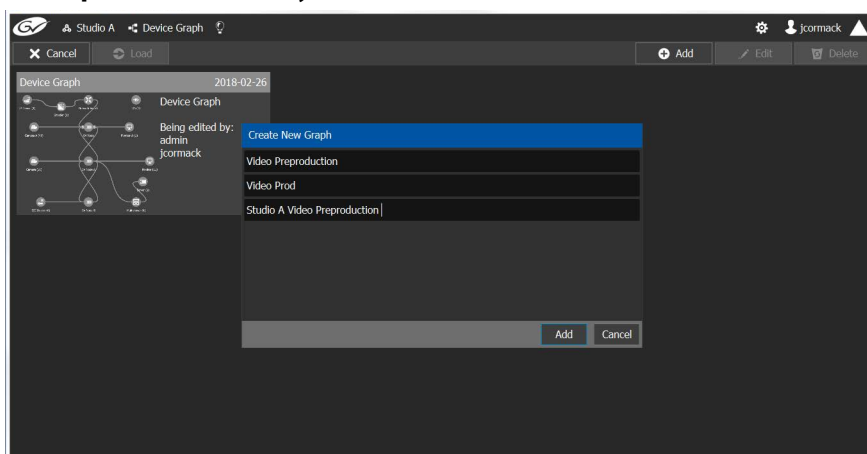 GV Studio A Device Graph jcormack
Cancel Load Add Edit Delete
Device Graph 2018-02-26
Device Graph
Being edited by:
admin
jcormack
Create New Graph
Video Preproduction
Video Prod
Studio A Video Preproduction
Add Cancel